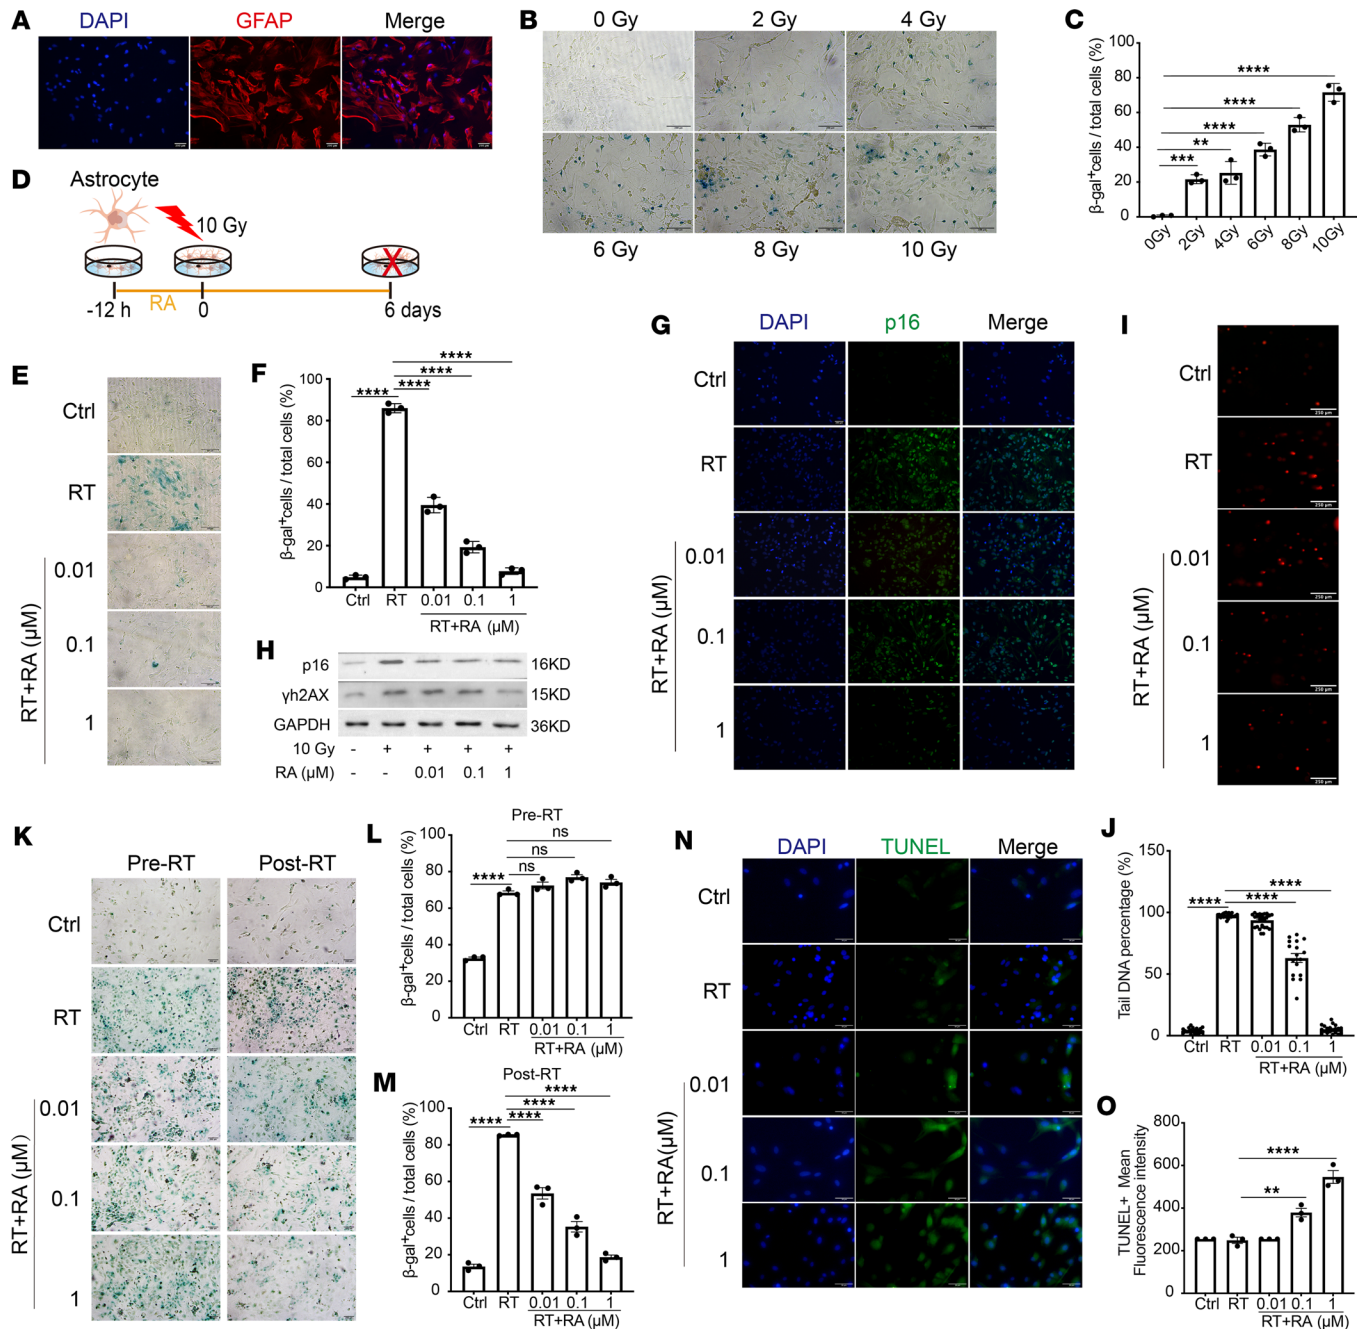 A
DAPI
GFAP
Merge
B
0 Gy
2 Gy
4 Gy
6 Gy
8 Gy
10 Gy
C
β-gal⁺cells / total cells (%)
100
80
60
40
20
0
****
****
****
**
***
0Gy
2Gy
4Gy
6Gy
8Gy
10Gy
D
Astrocyte
10 Gy
-12 h
RA
0
6 days
E
Ctrl
RT
0.01
0.1
1
RT+RA (μM)
F
β-gal⁺cells / total cells (%)
100
80
60
40
20
0
****
****
****
****
Ctrl
RT
0.01
0.1
1
RT+RA (μM)
G
DAPI
p16
Merge
Ctrl
RT
0.01
0.1
1
RT+RA (μM)
H
p16
16KD
γh2AX
15KD
GAPDH
36KD
10 Gy - + + + +
RA (μM) - - 0.01 0.1 1
I
Ctrl
RT
0.01
0.1
1
RT+RA (μM)
250 μm
250 μm
250 μm
250 μm
250 μm
J
Tail DNA percentage (%)
150
100
50
0
****
****
****
Ctrl
RT
0.01
0.1
1
RT+RA (μM)
K
Pre-RT
Post-RT
Ctrl
RT
0.01
0.1
1
RT+RA (μM)
L
Pre-RT
β-gal⁺cells / total cells (%)
100
80
60
40
20
0
ns
ns
ns
****
Ctrl
RT
0.01
0.1
1
RT+RA (μM)
M
Post-RT
β-gal⁺cells / total cells (%)
100
80
60
40
20
0
****
****
****
****
Ctrl
RT
0.01
0.1
1
RT+RA (μM)
N
DAPI
TUNEL
Merge
Ctrl
RT
0.01
0.1
1
RT+RA(μM)
O
TUNEL+ Mean
Fluorescence intensity
800
600
400
200
0
****
**
Ctrl
RT
0.01
0.1
1
RT+RA (μM)